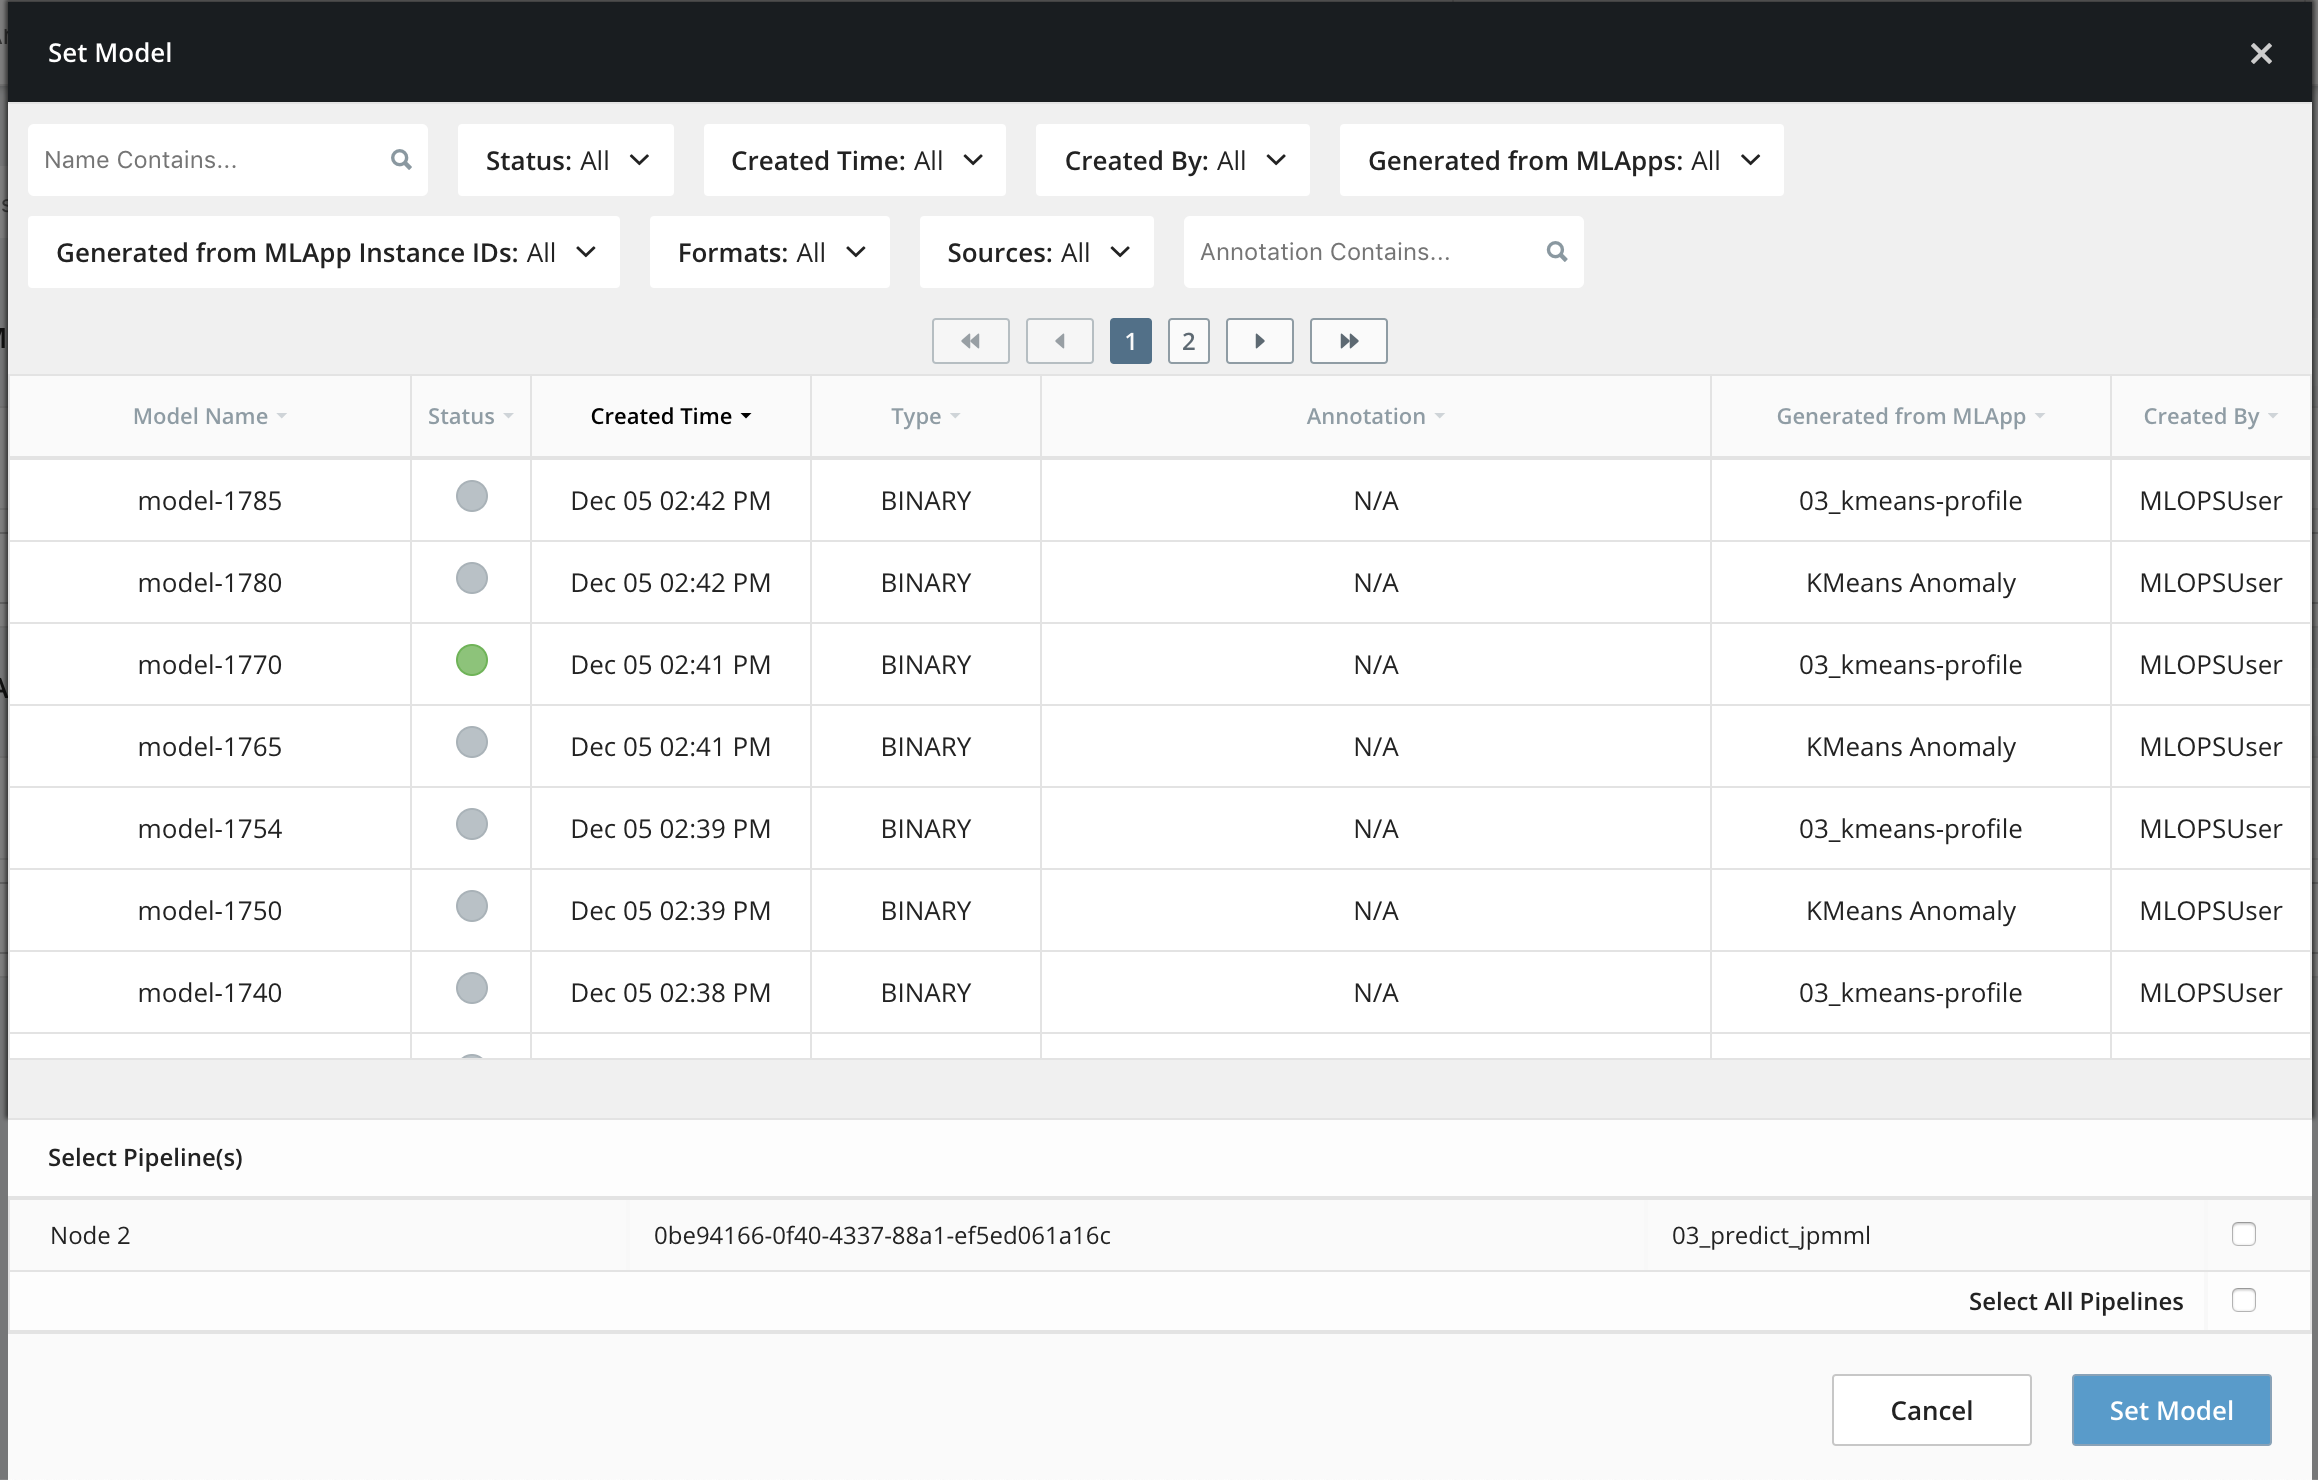 Set Model
Name Contains...
Status: All
Created Time: All
Created By: All
Generated from MLApps: All
Generated from MLApp Instance IDs: All
Formats: All
Sources: All
Annotation Contains...
1 2
Model Name Status Created Time Type Annotation Generated from MLApp Created By
model-1785 Dec 05 02:42 PM BINARY N/A 03_kmeans-profile MLOPSUser
model-1780 Dec 05 02:42 PM BINARY N/A KMeans Anomaly MLOPSUser
model-1770 Dec 05 02:41 PM BINARY N/A 03_kmeans-profile MLOPSUser
model-1765 Dec 05 02:41 PM BINARY N/A KMeans Anomaly MLOPSUser
model-1754 Dec 05 02:39 PM BINARY N/A 03_kmeans-profile MLOPSUser
model-1750 Dec 05 02:39 PM BINARY N/A KMeans Anomaly MLOPSUser
model-1740 Dec 05 02:38 PM BINARY N/A 03_kmeans-profile MLOPSUser
Select Pipeline(s)
Node 2 0be94166-0f40-4337-88a1-ef5ed061a16c 03_predict_jpmml
Select All Pipelines
Cancel Set Model